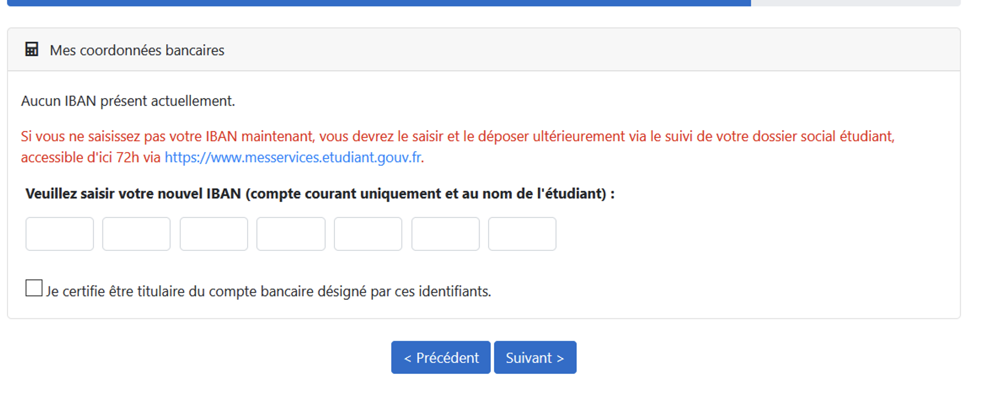 Mes coordonnées bancaires
Aucun IBAN présent actuellement.
Si vous ne saisissez pas votre IBAN maintenant, vous devrez le saisir et le déposer ultérieurement via le suivi de votre dossier social étudiant,
accessible d'ici 72h via https://www.messervices.etudiant.gouv.fr.
Veuillez saisir votre nouvel IBAN (compte courant uniquement et au nom de l'étudiant) :
Je certifie être titulaire du compte bancaire désigné par ces identifiants.
< Précédent Suivant >